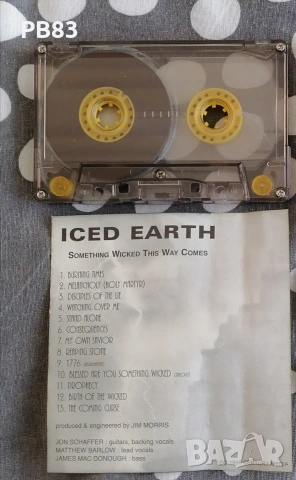 PB83
ICED EARTH
SOMETHING WICKED THIS WAY COMES
1. BURNING TIMES
2. MELANCHOLY (HOLY MARTYR)
3. DISCIPLES OF THE LIE
4. WATCHING OVER ME
5. STAND ALONE
6. CONSEQUENCES
7. MY OWN SAVIOR
8. REAPING STONE
9. 1776
10. BLESSED ARE YOU SOMETHING WICKED
11. PROPHECY
12. BIRTH OF THE WICKED
13. THE COMING CURSE
produced & engineered by JIM MORRIS
JON SCHAFFER : guitars, backing vocals
MATTHEW BARLOW : lead vocals
JAMES MAC DONOUGH : bass
bazar